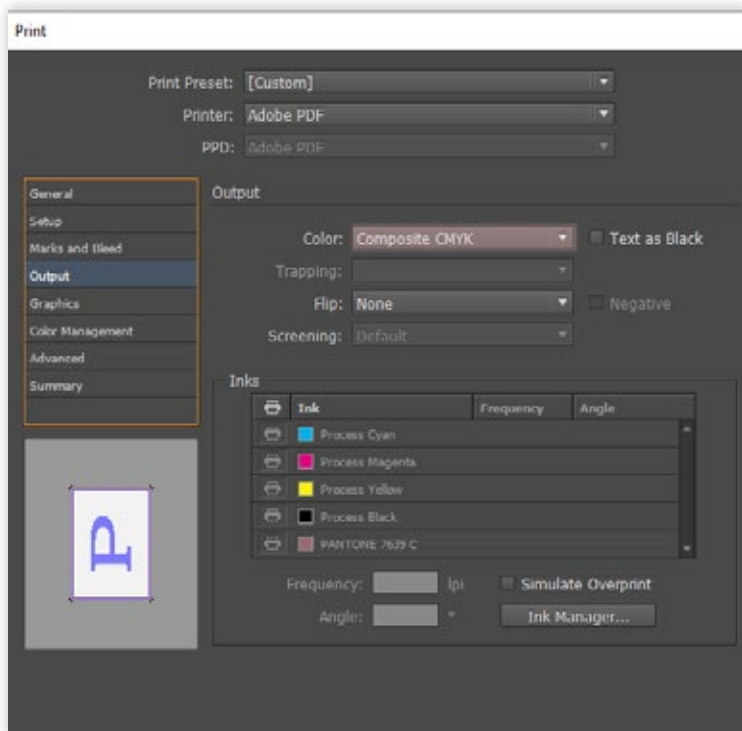 Print
Print Preset: [Custom]
Printer: Adobe PDF
PPD: Adobe PDF
General
Setup
Marks and Bleed
Output
Graphics
Color Management
Advanced
Summary
Output
Color: Composite CMYK Text as Black
Trapping:
Flip: None Negative
Screening: Default
Inks
Ink Frequency Angle
Process Cyan
Process Magenta
Process Yellow
Process Black
PANTONE 7639 C
Frequency: lpi Simulate Overprint
Angle: ° Ink Manager...
P